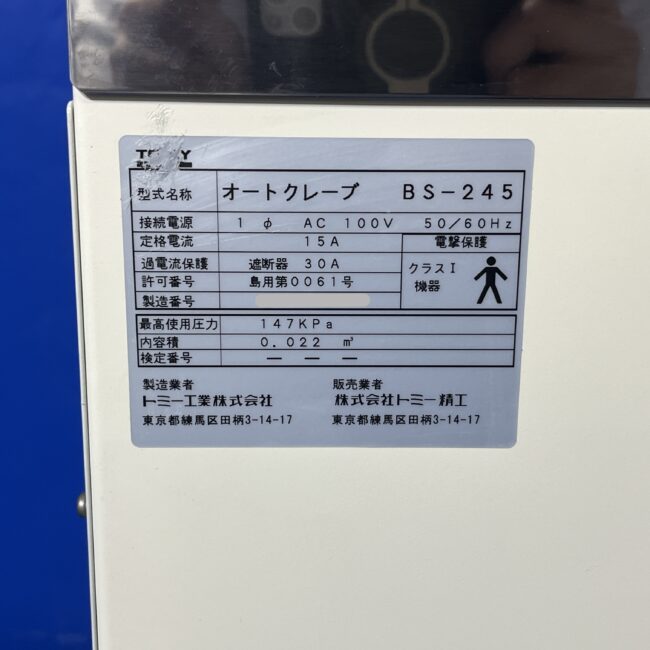 TOMY
型式名称 オートクレーブ BS-245
接続電源 1φ AC 100V 50/60Hz
定格電流 15A 電撃保護
過電流保護 遮断器 30A クラスI
許可番号 島用第0061号 機器
製造番号
最高使用圧力 147KPa
内容積 0.022 m³
検定番号 — — —
製造業者 販売業者
トミー工業株式会社 株式会社トミー精工
東京都練馬区田柄3-14-17 東京都練馬区田柄3-14-17